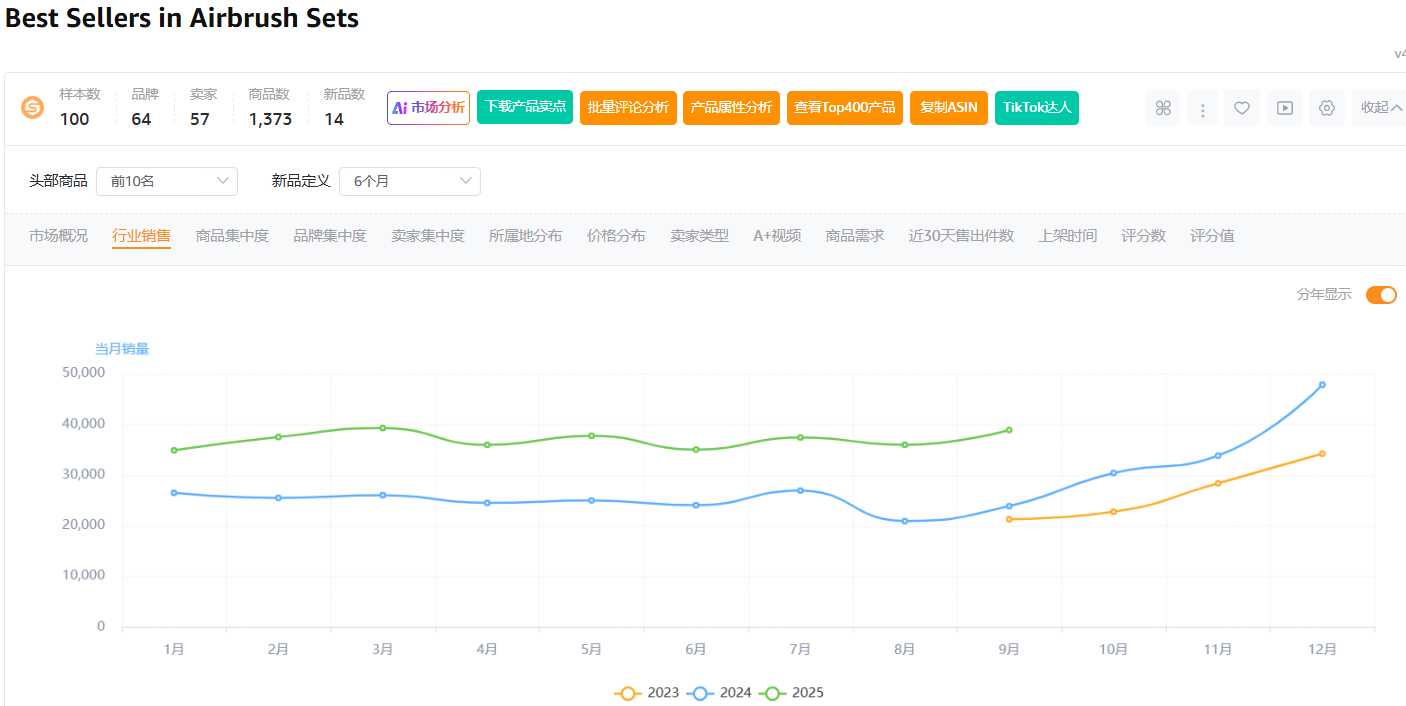 Best Sellers in Airbrush Sets
v4
样本数 品牌 卖家 商品数 新品数
100 64 57 1,373 14
Ai 市场分析 下载产品卖点 批量评论分析 产品属性分析 查看Top400产品 复制ASIN TikTok达人 收起
头部商品 前10名 新品定义 6个月
市场概况 行业销售 商品集中度 品牌集中度 卖家集中度 所属地分布 价格分布 卖家类型 A+视频 商品需求 近30天售出件数 上架时间 评分数 评分值
分年显示
当月销量
50,000
40,000
30,000
20,000
10,000
0
1月 2月 3月 4月 5月 6月 7月 8月 9月 10月 11月 12月
2023 2024 2025